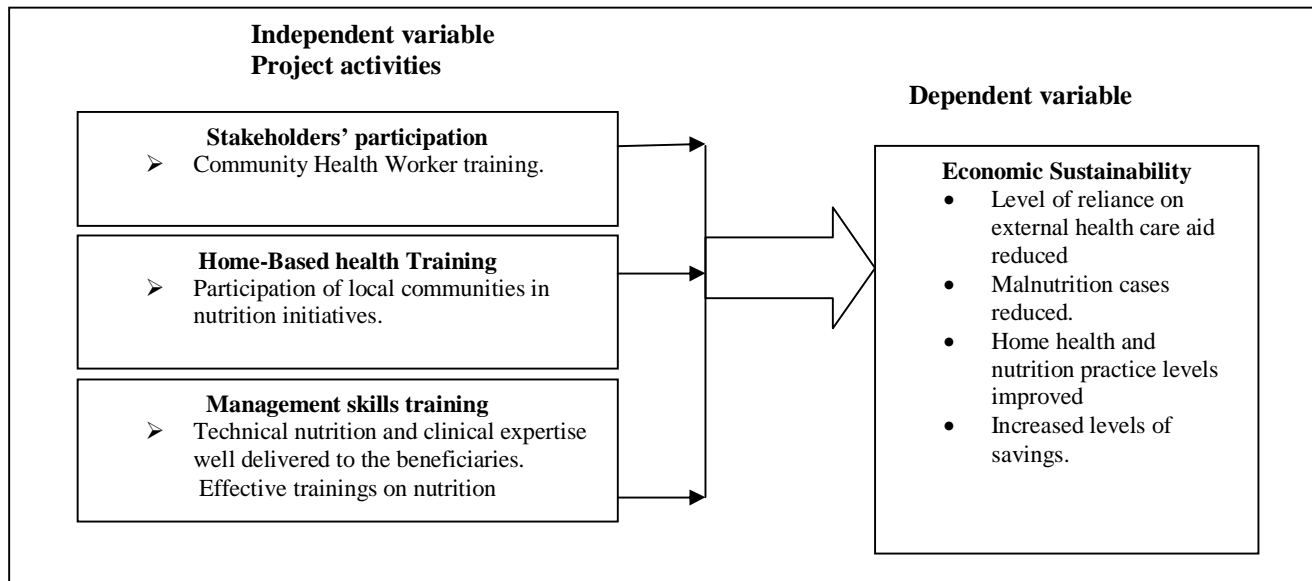 Independent variable
Project activities
Stakeholders’ participation
➢ Community Health Worker training.
Home-Based health Training
➢ Participation of local communities in
nutrition initiatives.
Management skills training
➢ Technical nutrition and clinical expertise
well delivered to the beneficiaries.
Effective trainings on nutrition
Dependent variable
Economic Sustainability
• Level of reliance on
external health care aid
reduced
• Malnutrition cases
reduced.
• Home health and
nutrition practice levels
improved
• Increased levels of
savings.